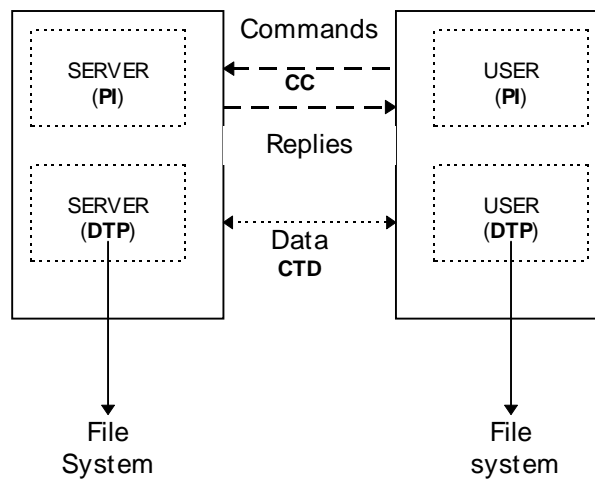 Commands
SERVER
(PI)
CC
USER
(PI)
Replies
SERVER
(DTP)
Data
CTD
USER
(DTP)
File
System
File
system